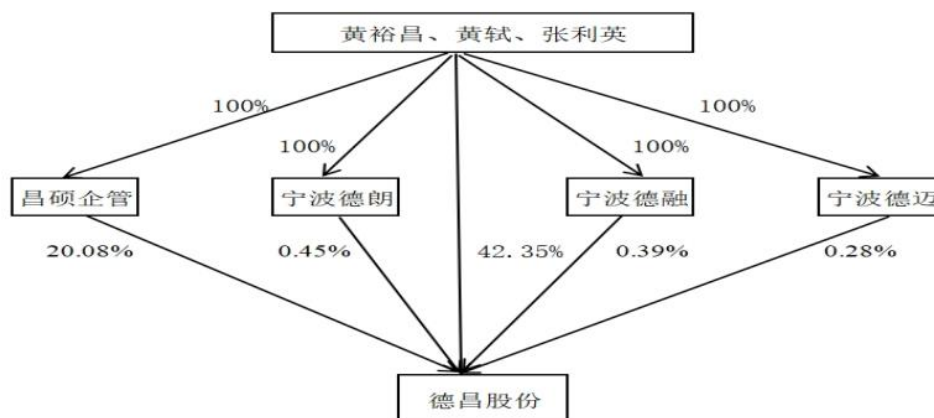 黄裕昌、黄轼、张利英
100%
100%
100%
100%
昌硕企管
宁波德朗
宁波德融
宁波德迈
20.08%
0.45%
42.35%
0.39%
0.28%
德昌股份